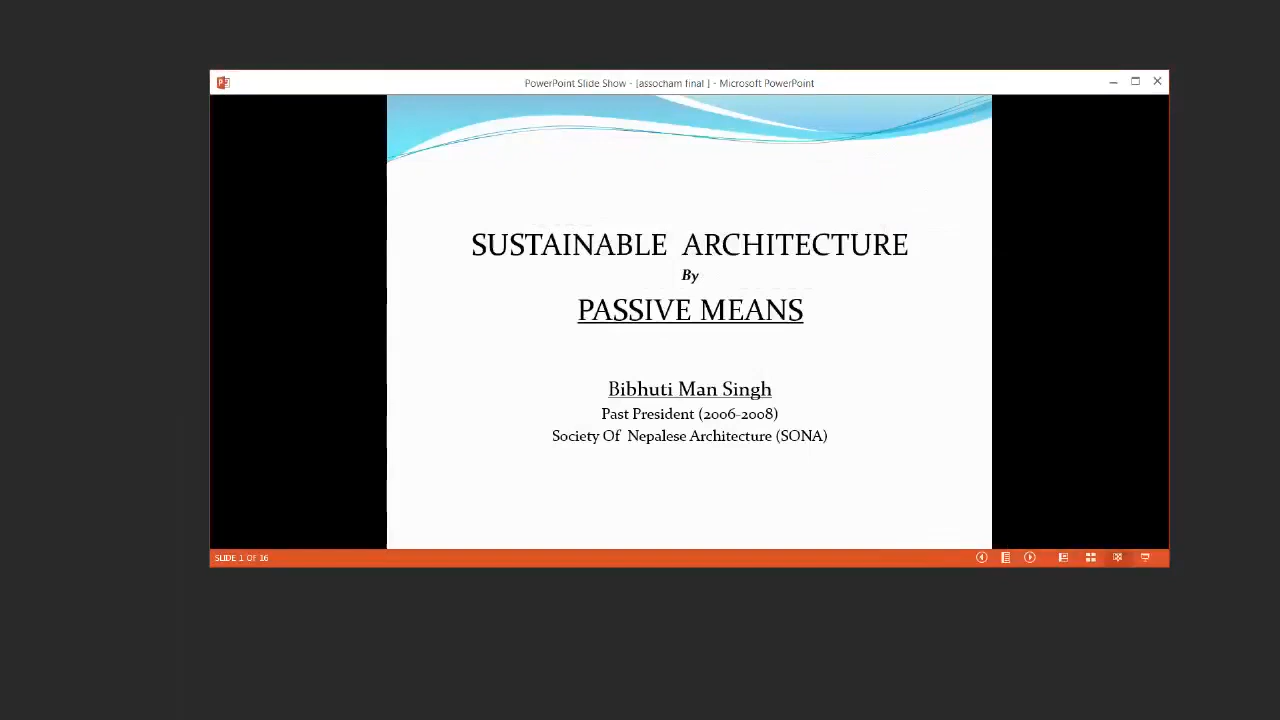 PowerPoint Slide Show - [assocham final ] - Microsoft PowerPoint
SUSTAINABLE ARCHITECTURE
By
PASSIVE MEANS
Bibhuti Man Singh
Past President (2006-2008)
Society Of Nepalese Architecture (SONA)
SLIDE 1 OF 16